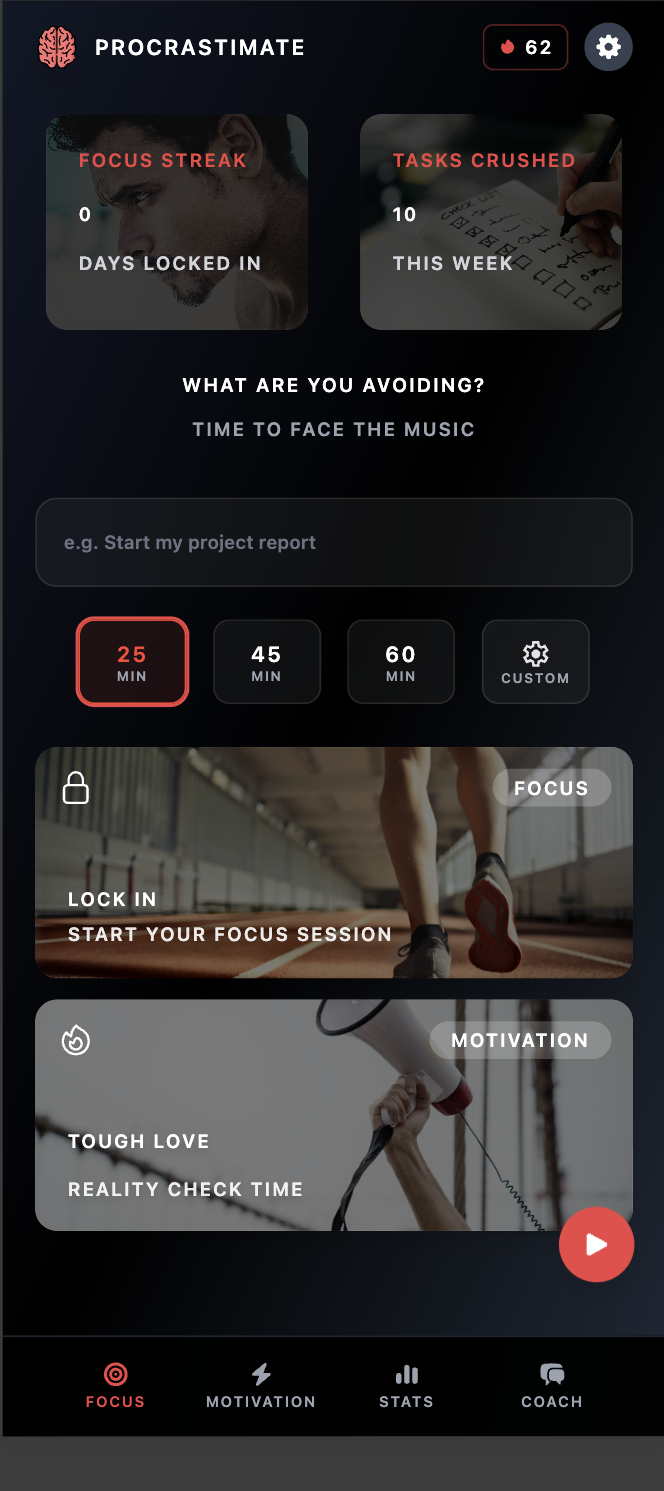 PROCRASTIMATE
62
FOCUS STREAK
0
DAYS LOCKED IN
TASKS CRUSHED
10
THIS WEEK
CHECK LIST
WHAT ARE YOU AVOIDING?
TIME TO FACE THE MUSIC
e.g. Start my project report
25
MIN
45
MIN
60
MIN
CUSTOM
FOCUS
LOCK IN
START YOUR FOCUS SESSION
MOTIVATION
TOUGH LOVE
REALITY CHECK TIME
FOCUS
MOTIVATION
STATS
COACH